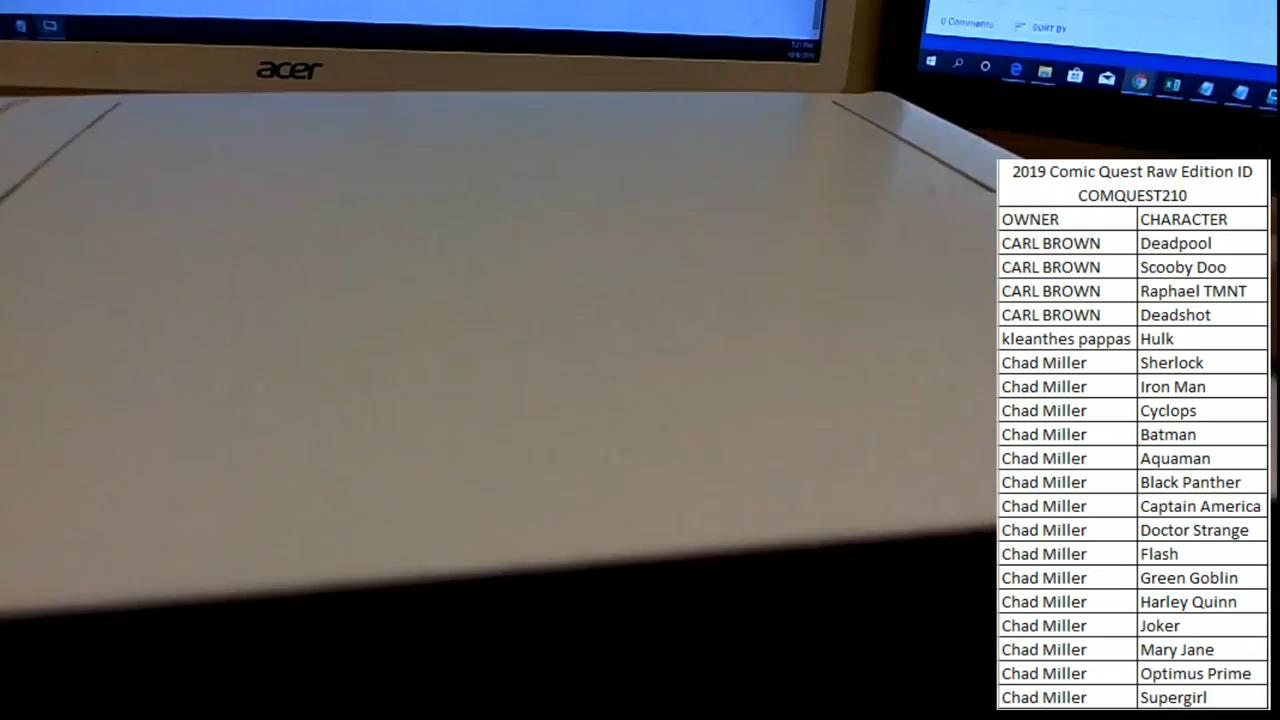 0 Comments SORT BY
acer
2019 Comic Quest Raw Edition ID
COMQUEST210
OWNER CHARACTER
CARL BROWN Deadpool
CARL BROWN Scooby Doo
CARL BROWN Raphael TMNT
CARL BROWN Deadshot
kleanthes pappas Hulk
Chad Miller Sherlock
Chad Miller Iron Man
Chad Miller Cyclops
Chad Miller Batman
Chad Miller Aquaman
Chad Miller Black Panther
Chad Miller Captain America
Chad Miller Doctor Strange
Chad Miller Flash
Chad Miller Green Goblin
Chad Miller Harley Quinn
Chad Miller Joker
Chad Miller Mary Jane
Chad Miller Optimus Prime
Chad Miller Supergirl